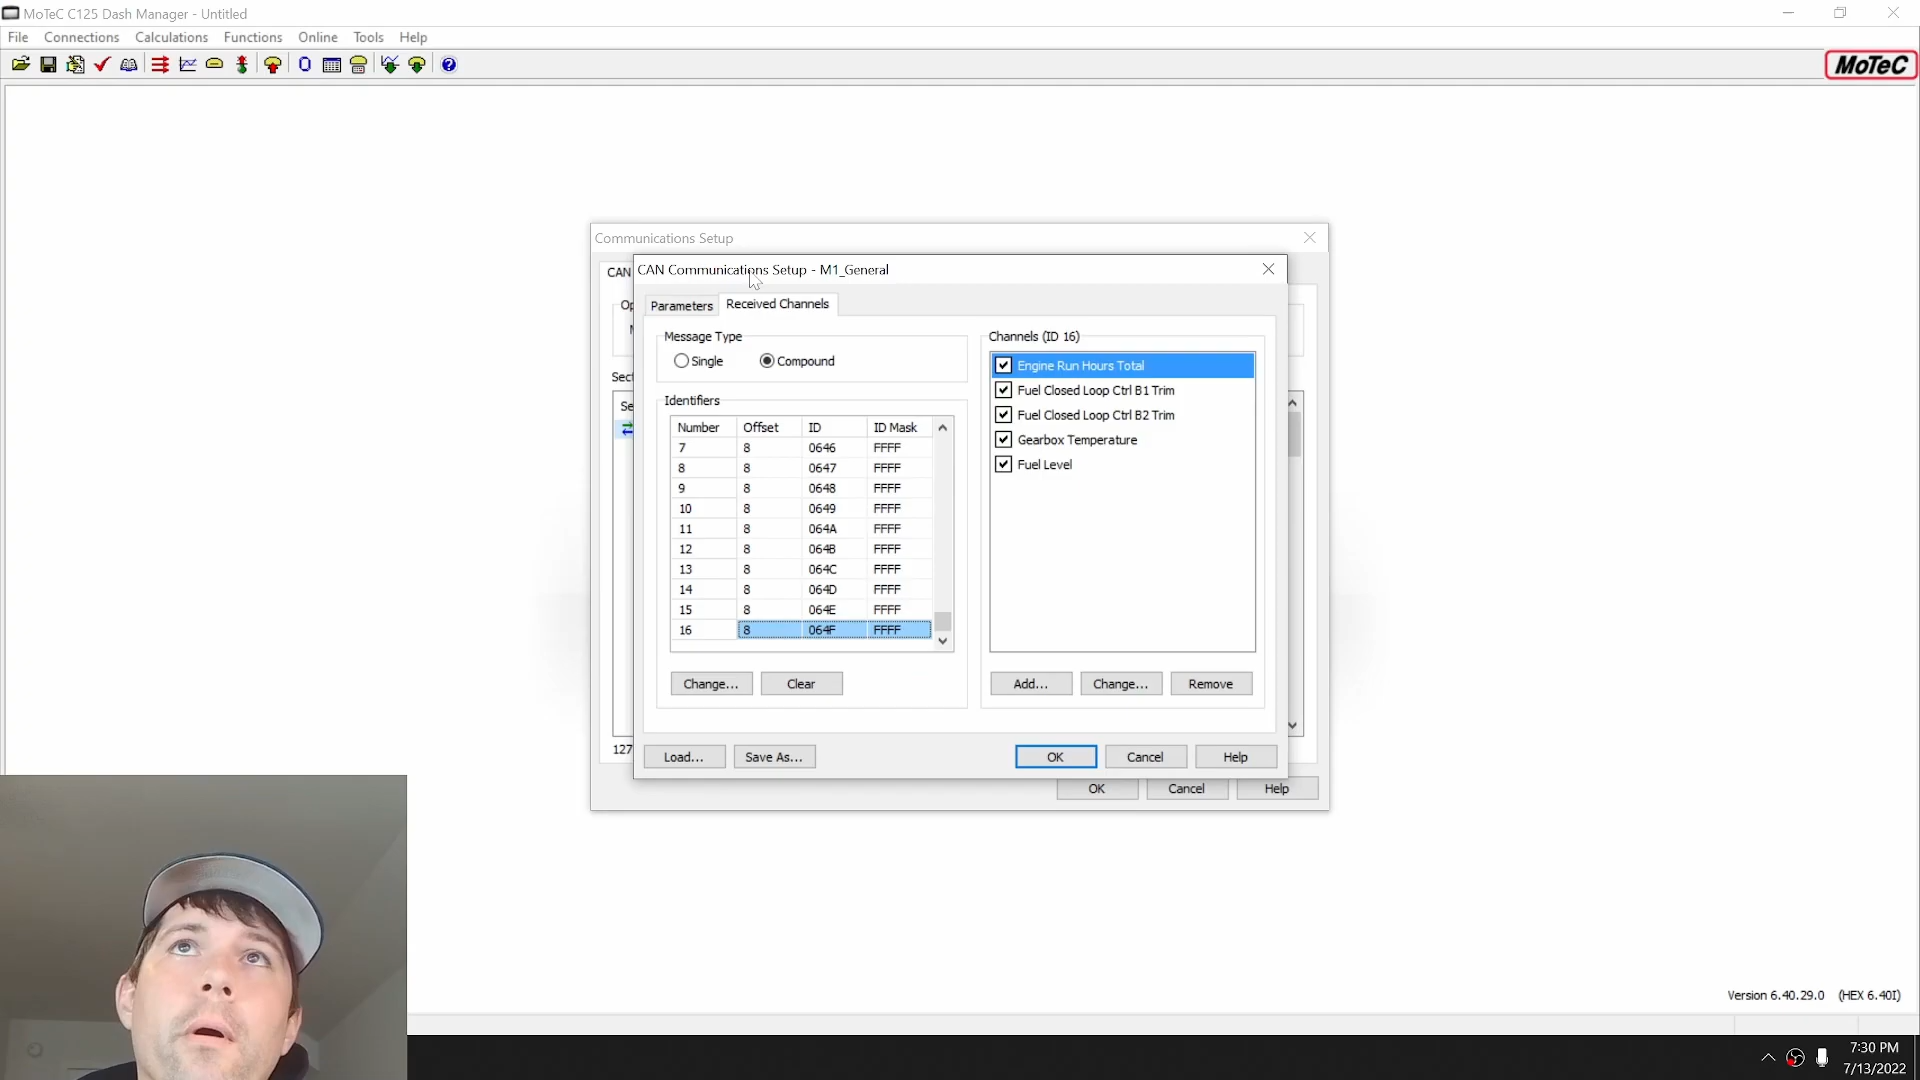 MoTeC C125 Dash Manager - Untitled
File Connections Calculations Functions Online Tools Help
MoTeC
Communications Setup
CAN
CAN Communications Setup - M1_General
Parameters Received Channels
Message Type
Single Compound
Identifiers
Number Offset ID ID Mask
7 8 0646 FFFF
8 8 0647 FFFF
9 8 0648 FFFF
10 8 0649 FFFF
11 8 064A FFFF
12 8 064B FFFF
13 8 064C FFFF
14 8 064D FFFF
15 8 064E FFFF
16 8 064F FFFF
Change... Clear
Channels (ID 16)
Engine Run Hours Total
Fuel Closed Loop Ctrl B1 Trim
Fuel Closed Loop Ctrl B2 Trim
Gearbox Temperature
Fuel Level
Add... Change... Remove
127
Load... Save As... OK Cancel Help
OK Cancel Help
Version 6.40.29.0 (HEX 6.40I)
7:30 PM
7/13/2022